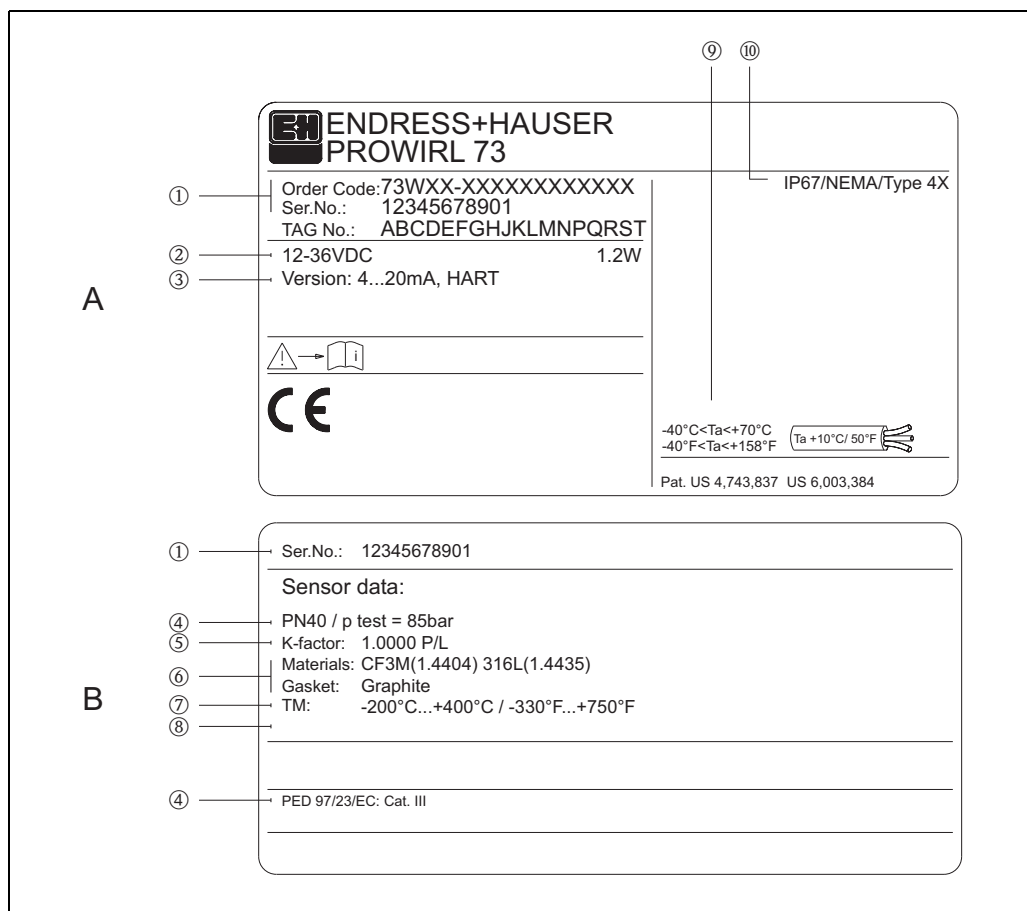 ⑨ ⑩
A
E+H ENDRESS+HAUSER
PROWIRL 73
IP67/NEMA/Type 4X
① Order Code:73WXX-XXXXXXXXXXXX
Ser.No.: 12345678901
TAG No.: ABCDEFGHJKLMNPQRST
② 12-36VDC 1.2W
③ Version: 4...20mA, HART
i
CE
-40°C<Ta<+70°C
-40°F<Ta<+158°F
Ta +10°C/ 50°F
Pat. US 4,743,837 US 6,003,384
B
① Ser.No.: 12345678901
Sensor data:
④ PN40 / p test = 85bar
⑤ K-factor: 1.0000 P/L
⑥ Materials: CF3M(1.4404) 316L(1.4435)
Gasket: Graphite
⑦ TM: -200°C...+400°C / -330°F...+750°F
⑧
④ PED 97/23/EC: Cat. III